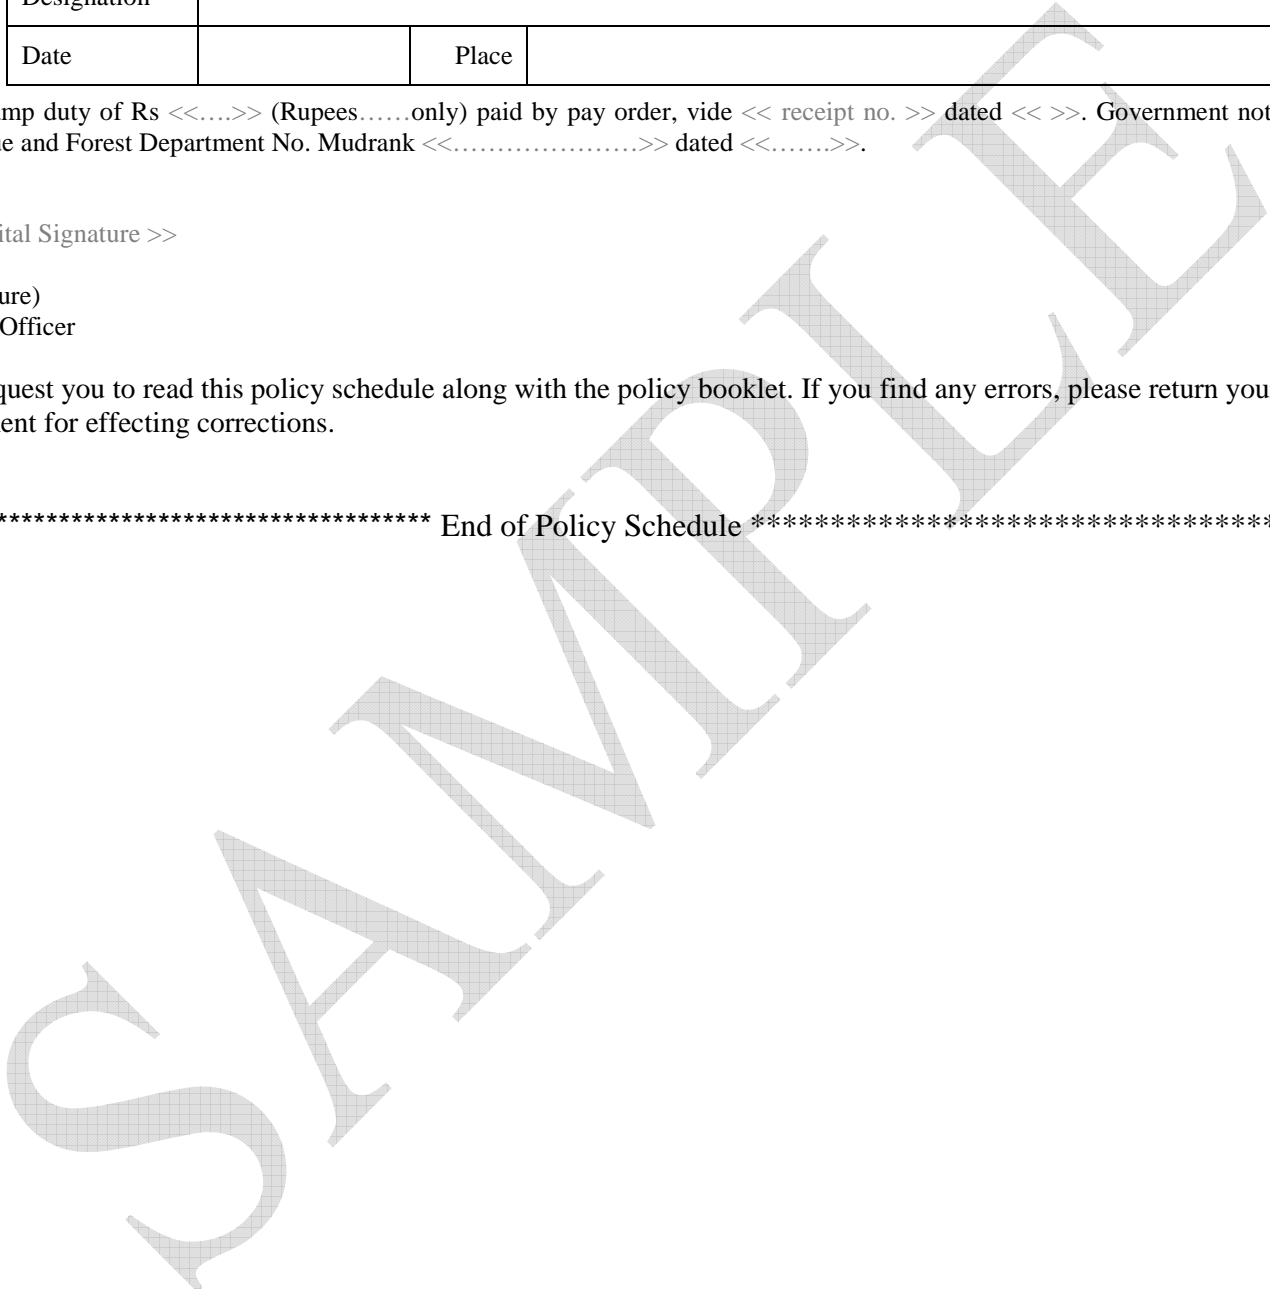 Designation
Date Place
mp duty of Rs <<….>> (Rupees……only) paid by pay order, vide << receipt no. >> dated << >>. Government not
ue and Forest Department No. Mudrank <<…………………>> dated <<…….>>.
ital Signature >>
ure)
Officer
quest you to read this policy schedule along with the policy booklet. If you find any errors, please return you
ent for effecting corrections.
********************************** End of Policy Schedule *********************************
SAMPLE